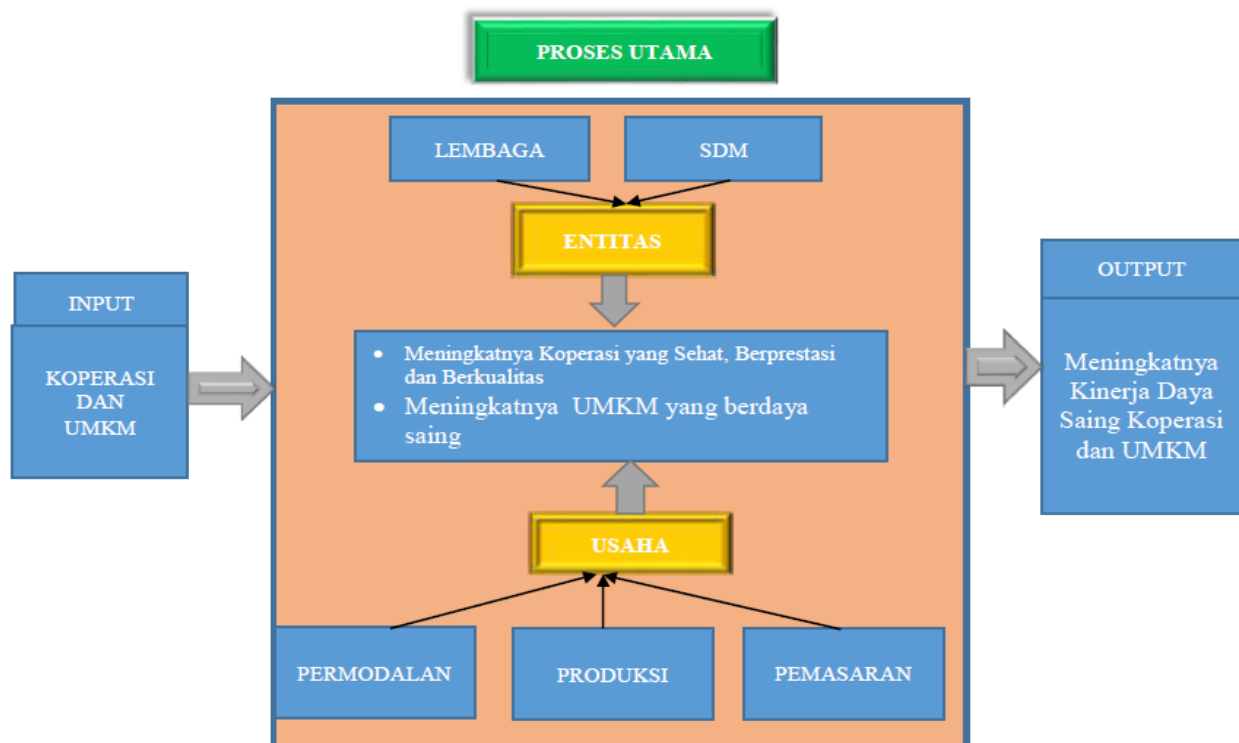 PROSES UTAMA
LEMBAGA
SDM
ENTITAS
INPUT
KOPERASI
DAN
UMKM
• Meningkatnya Koperasi yang Sehat, Berprestasi
dan Berkualitas
• Meningkatnya UMKM yang berdaya
saing
OUTPUT
Meningkatnya
Kinerja Daya
Saing Koperasi
dan UMKM
USAHA
PERMODALAN
PRODUKSI
PEMASARAN